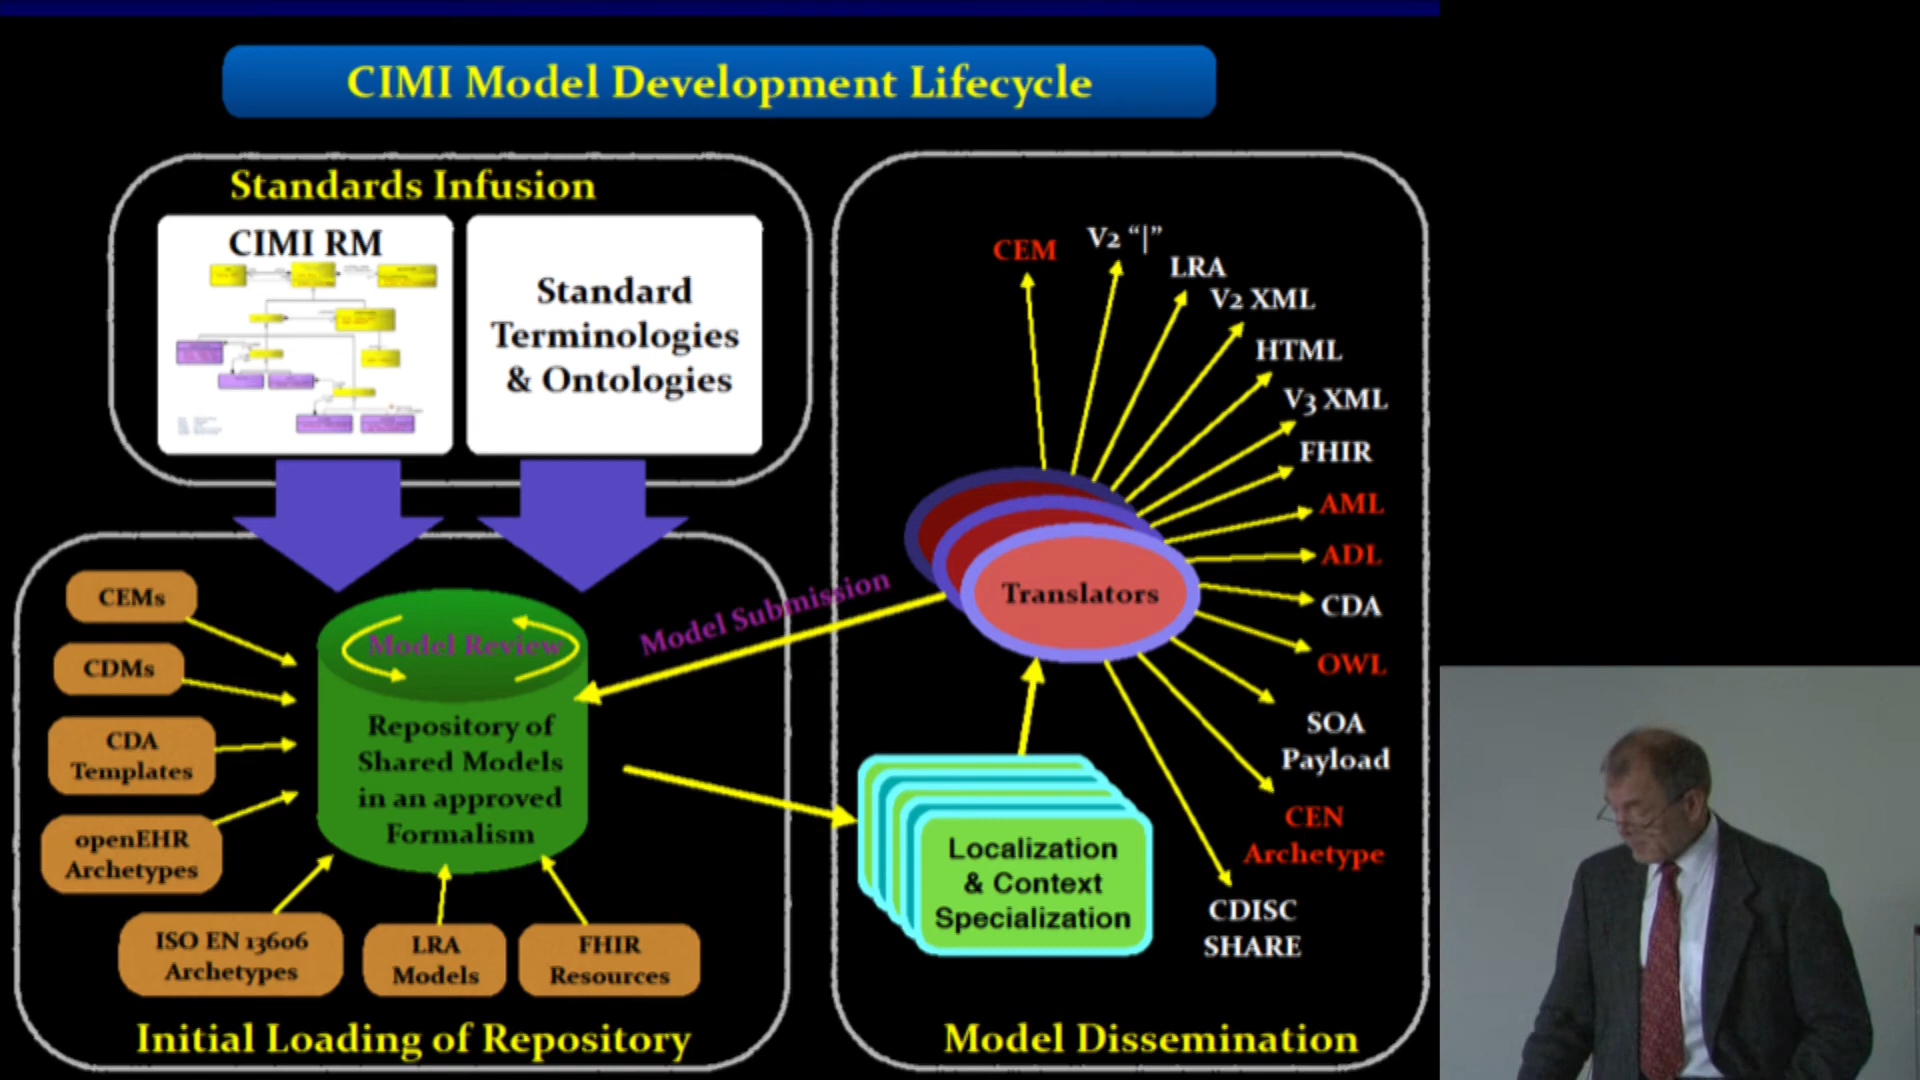 CIMI Model Development Lifecycle
Standards Infusion
CIMI RM
Standard
Terminologies
& Ontologies
CEMs
CDMs
CDA
Templates
openEHR
Archetypes
ISO EN 13606
Archetypes
LRA
Models
FHIR
Resources
Model Review
Repository of
Shared Models
in an approved
Formalism
Initial Loading of Repository
Model Submission
Translators
Localization
& Context
Specialization
CEM
V2 “|”
LRA
V2 XML
HTML
V3 XML
FHIR
AML
ADL
CDA
OWL
SOA
Payload
CEN
Archetype
CDISC
SHARE
Model Dissemination